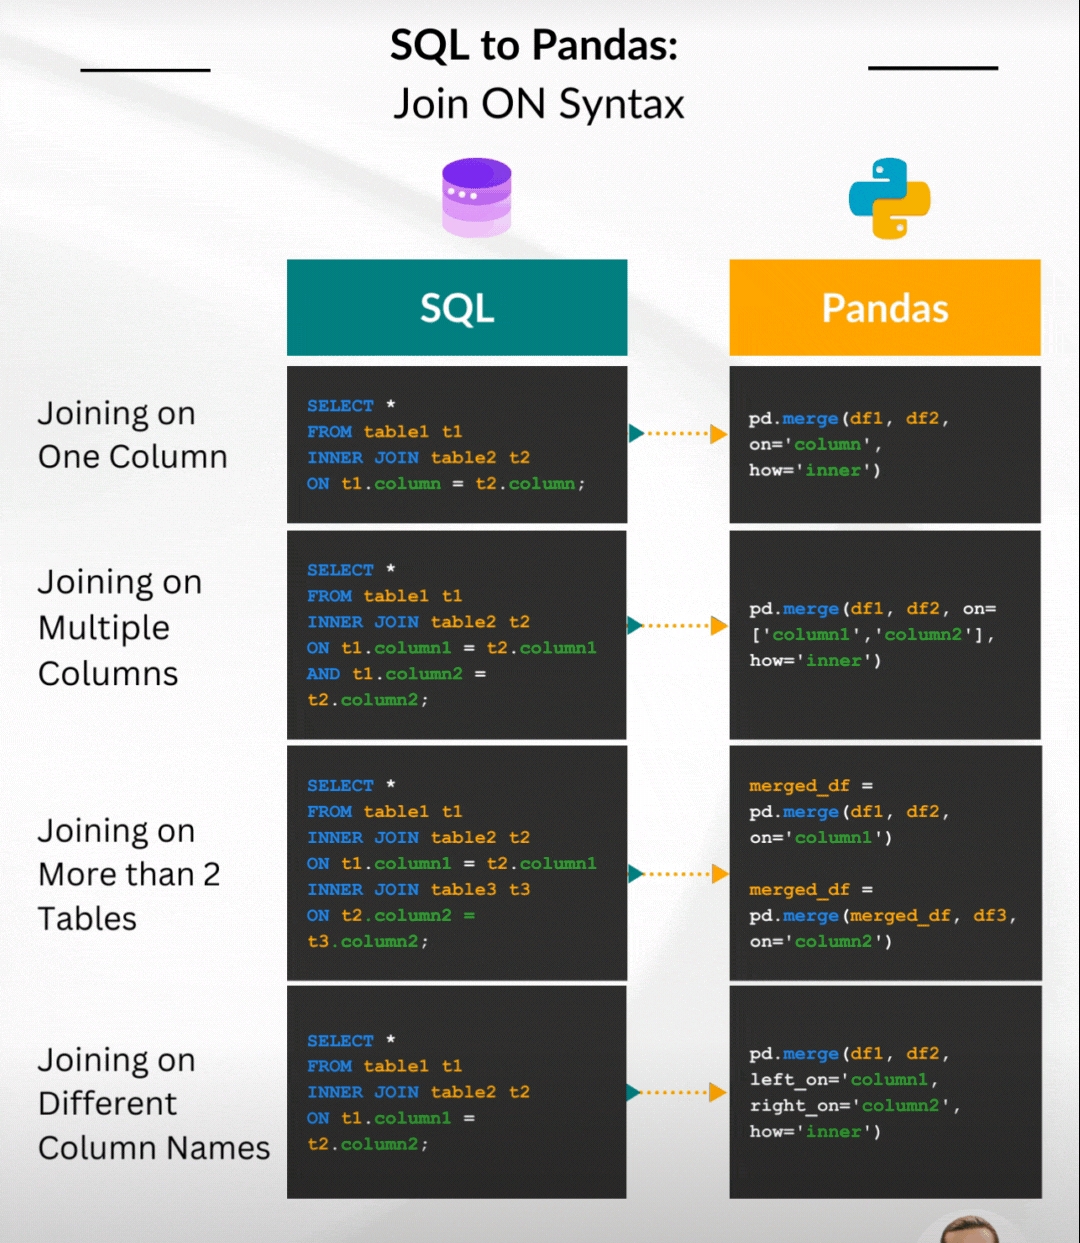 SQL to Pandas:
Join ON Syntax
SQL
Pandas
Joining on
One Column
SELECT *
FROM table1 t1
INNER JOIN table2 t2
ON t1.column = t2.column;
pd.merge(df1, df2,
on='column',
how='inner')
Joining on
Multiple
Columns
SELECT *
FROM table1 t1
INNER JOIN table2 t2
ON t1.column1 = t2.column1
AND t1.column2 =
t2.column2;
pd.merge(df1, df2, on=
['column1','column2'],
how='inner')
Joining on
More than 2
Tables
SELECT *
FROM table1 t1
INNER JOIN table2 t2
ON t1.column1 = t2.column1
INNER JOIN table3 t3
ON t2.column2 =
t3.column2;
merged_df =
pd.merge(df1, df2,
on='column1')
merged_df =
pd.merge(merged_df, df3,
on='column2')
Joining on
Different
Column Names
SELECT *
FROM table1 t1
INNER JOIN table2 t2
ON t1.column1 =
t2.column2;
pd.merge(df1, df2,
left_on='column1,
right_on='column2',
how='inner')